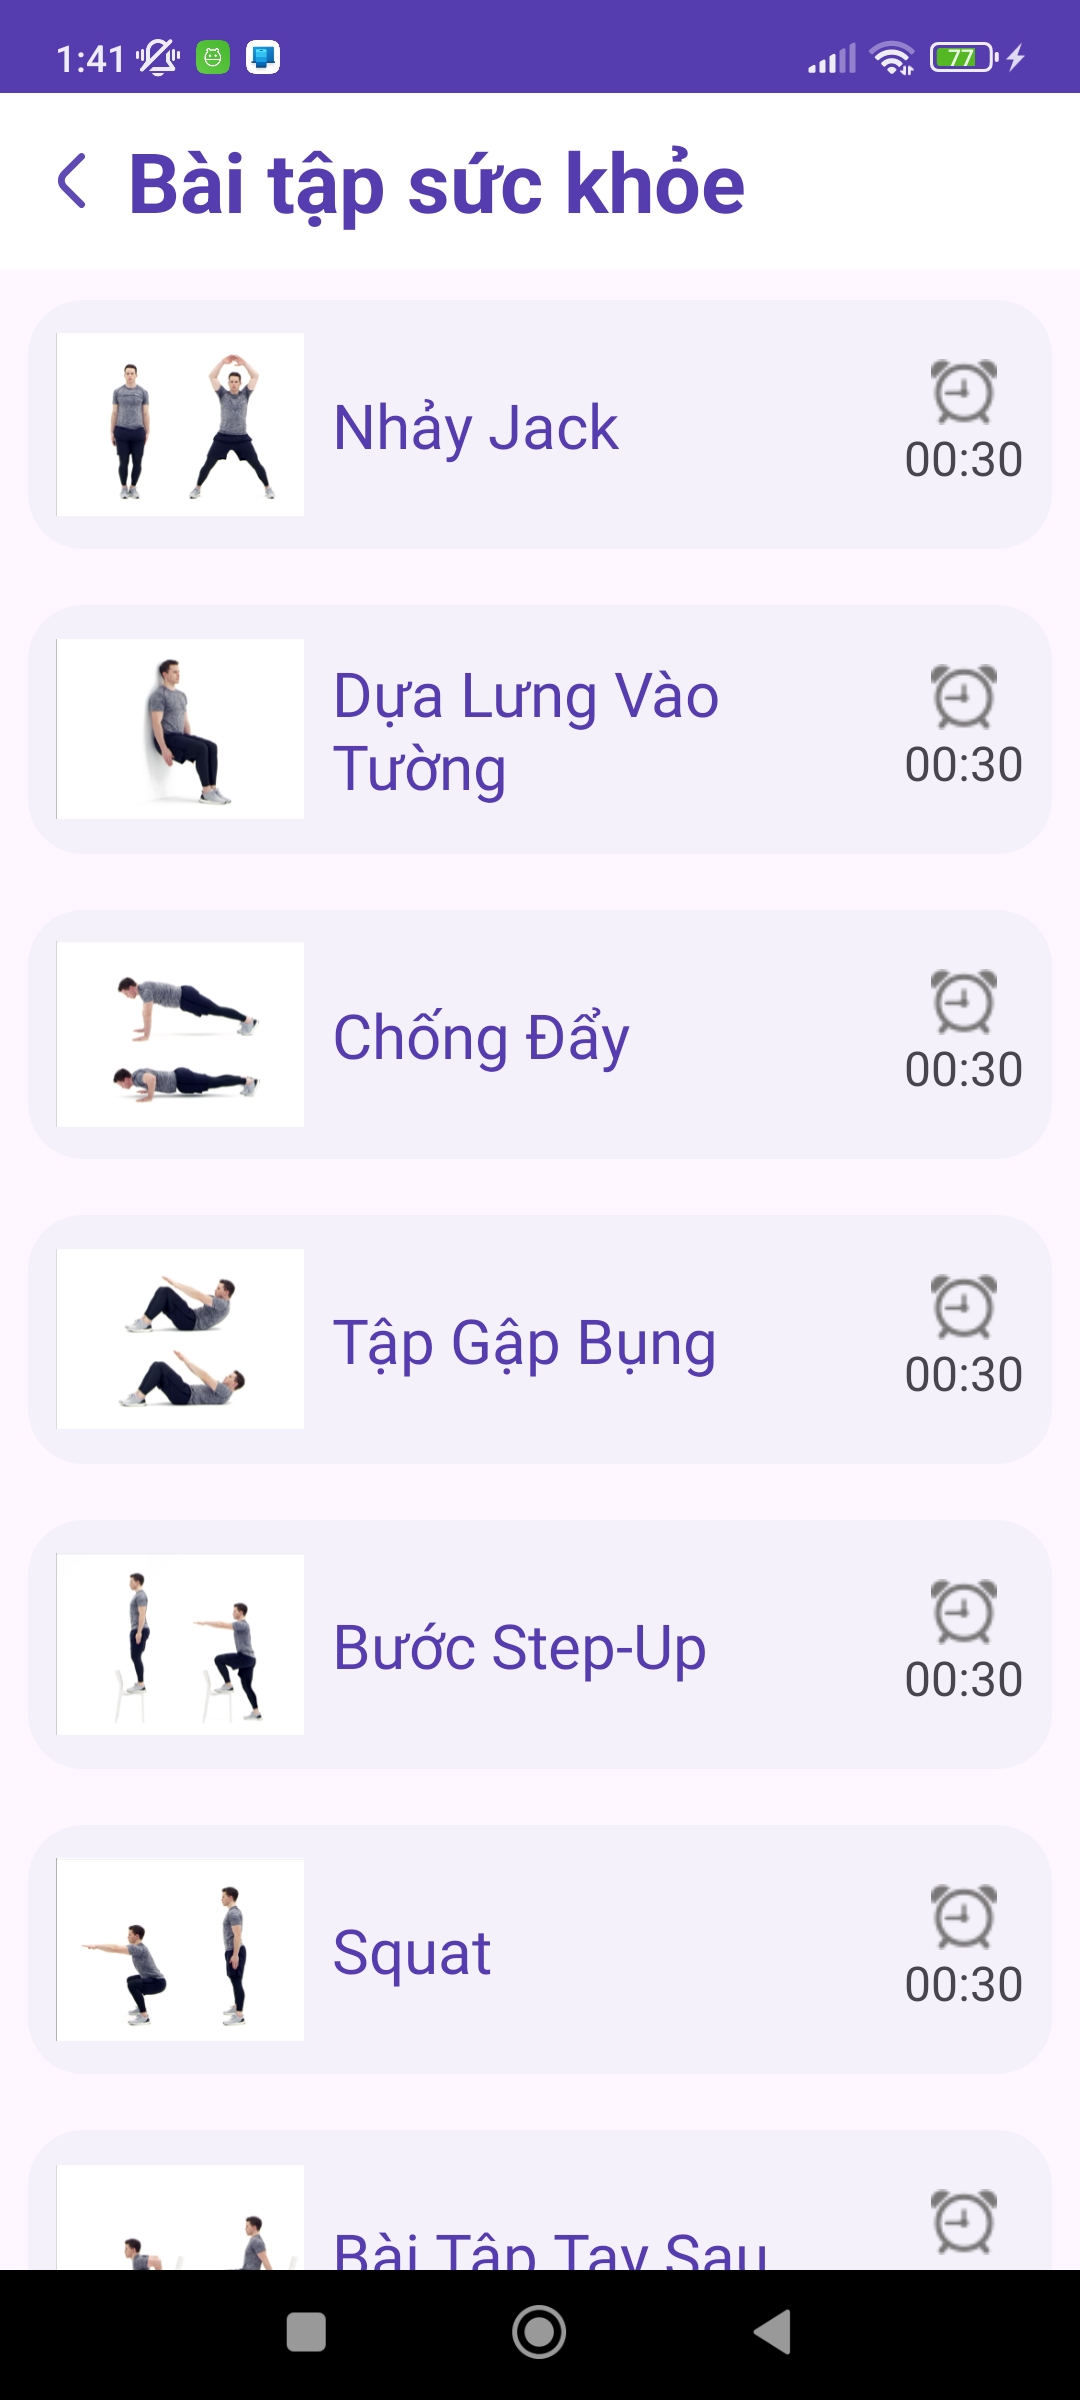 1:41
77
Bài tập sức khỏe
Nhảy Jack
00:30
Dựa Lưng Vào
Tường
00:30
Chống Đẩy
00:30
Tập Gập Bụng
00:30
Bước Step-Up
00:30
Squat
00:30
Bài Tập Tay Sau